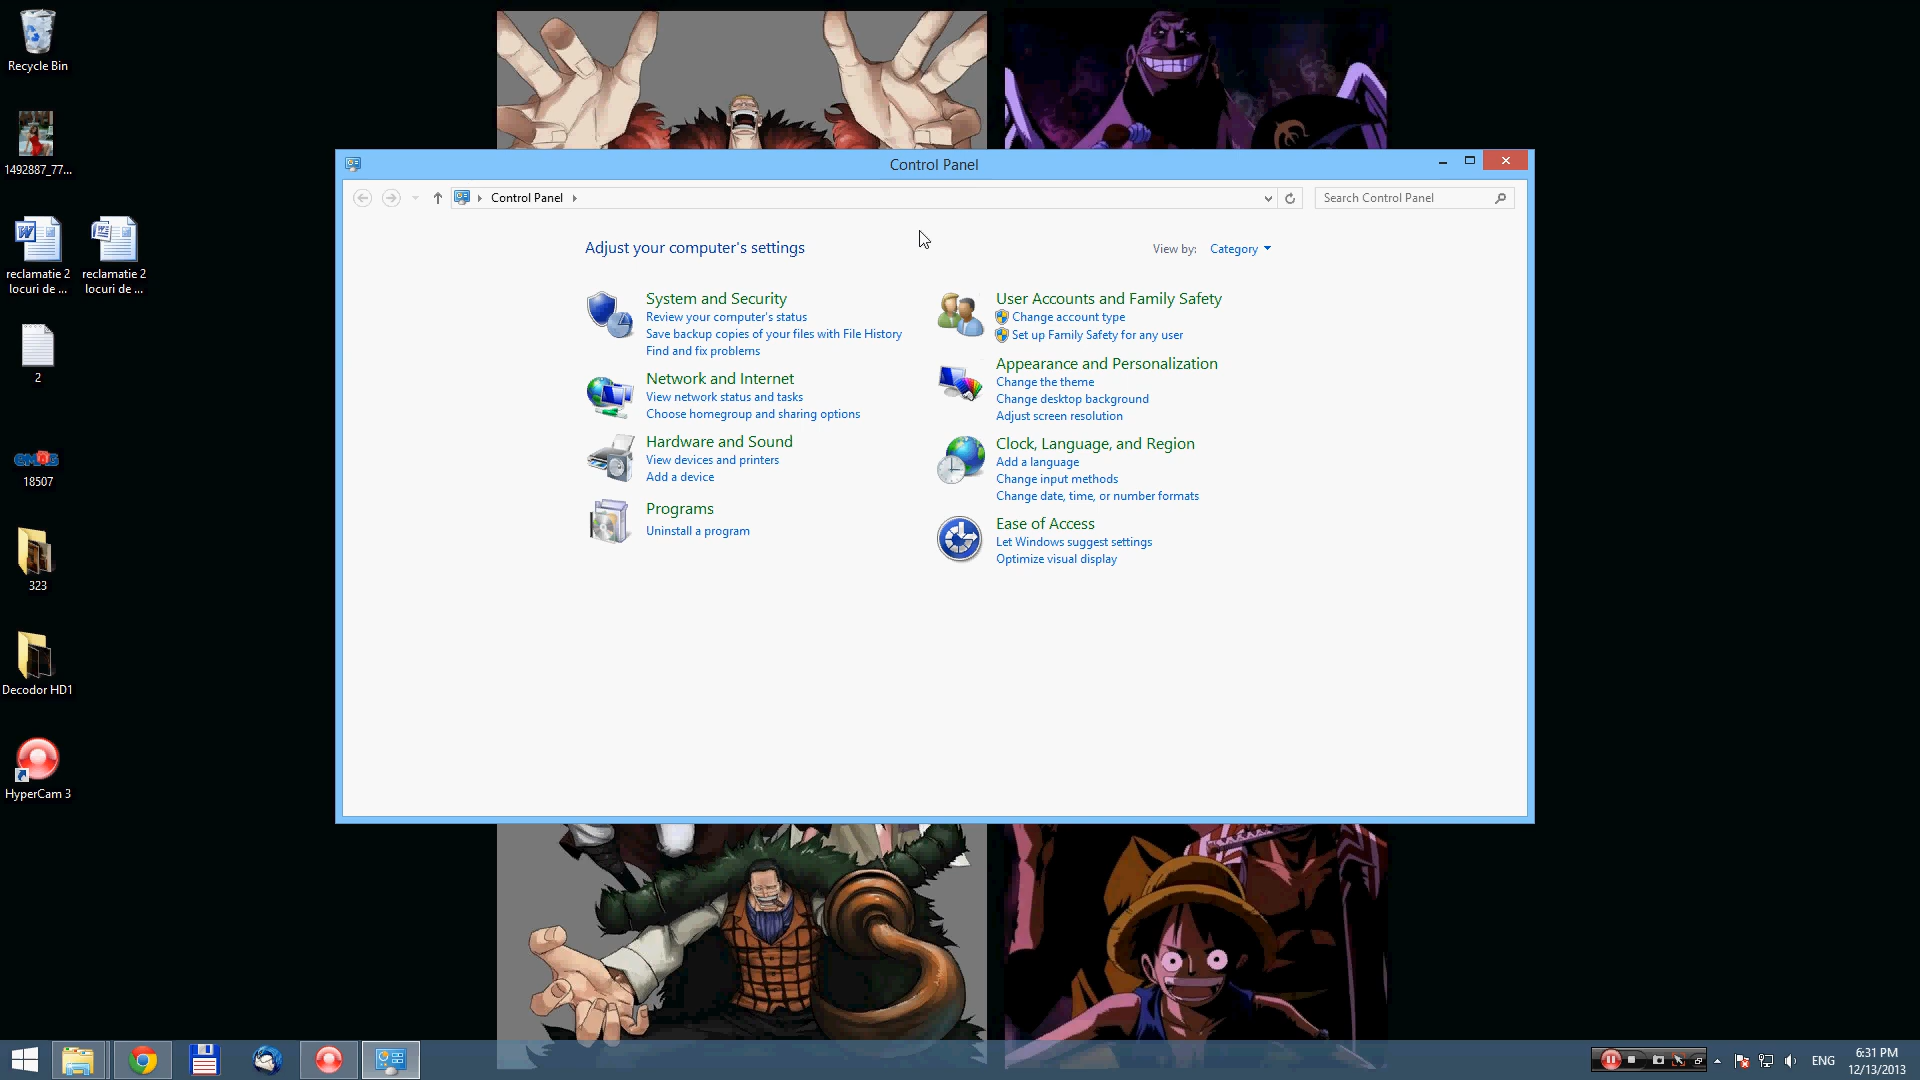 Recycle Bin
1492887_77...
reclamatie 2
locuri de ...
reclamatie 2
locuri de ...
2
eMAG
18507
323
Decodor HD1
HyperCam 3
Control Panel
Control Panel
Search Control Panel
Adjust your computer's settings
View by:
Category
System and Security
Review your computer's status
Save backup copies of your files with File History
Find and fix problems
Network and Internet
View network status and tasks
Choose homegroup and sharing options
Hardware and Sound
View devices and printers
Add a device
Programs
Uninstall a program
User Accounts and Family Safety
Change account type
Set up Family Safety for any user
Appearance and Personalization
Change the theme
Change desktop background
Adjust screen resolution
Clock, Language, and Region
Add a language
Change input methods
Change date, time, or number formats
Ease of Access
Let Windows suggest settings
Optimize visual display
ENG
6:31 PM
12/13/2013